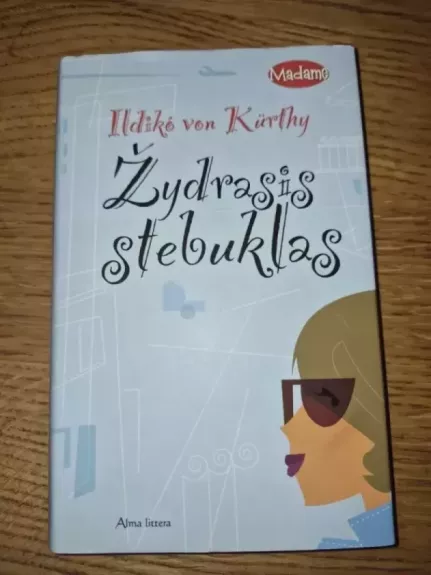 Madame
Ildikó von Kürthy
Žydrasis
stebuklas
Alma littera